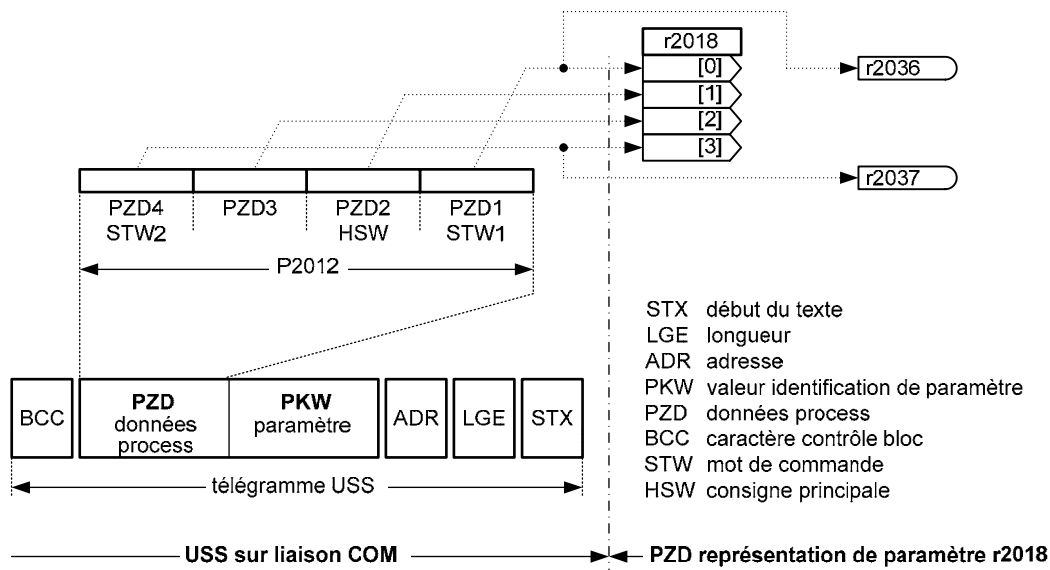 r2018
[0]
[1]
[2]
[3]
r2036
r2037
PZD4 PZD3 PZD2 PZD1
STW2 HSW STW1
P2012
STX début du texte
LGE longueur
ADR adresse
PKW valeur identification de paramètre
PZD données process
BCC caractère contrôle bloc
STW mot de commande
HSW consigne principale
BCC
PZD
données
process
PKW
paramètre
ADR
LGE
STX
télégramme USS
USS sur liaison COM
PZD représentation de paramètre r2018